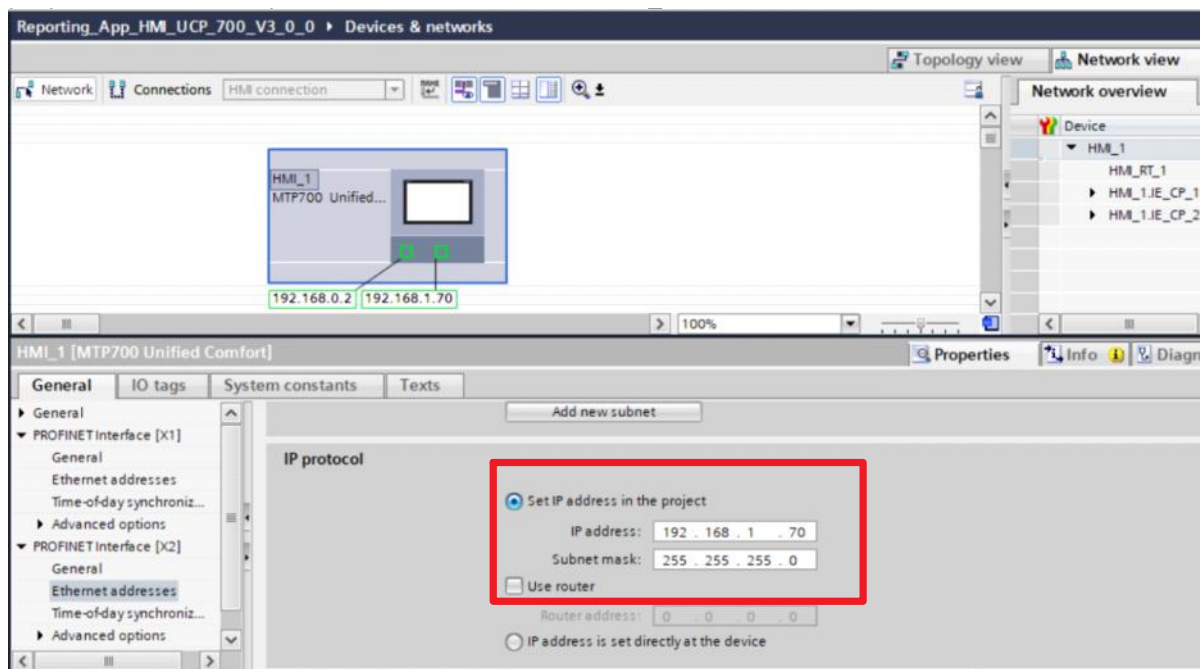 Reporting_App_HMI_UCP_700_V3_0_0 ▸ Devices & networks
Topology view Network view
Network Connections HMI connection
Network overview
Device
HMI_1
HMI_RT_1
HMI_1.IE_CP_1
HMI_1.IE_CP_2
HMI_1
MTP700 Unified...
192.168.0.2 192.168.1.70
100%
HMI_1 [MTP700 Unified Comfort]
Properties Info Diagn
General IO tags System constants Texts
General
PROFINET Interface [X1]
General
Ethernet addresses
Time-of-day synchroniz...
Advanced options
PROFINET Interface [X2]
General
Ethernet addresses
Time-of-day synchroniz...
Advanced options
Add new subnet
IP protocol
Set IP address in the project
IP address: 192 . 168 . 1 . 70
Subnet mask: 255 . 255 . 255 . 0
Use router
Router address: 0 . 0 . 0 . 0
IP address is set directly at the device